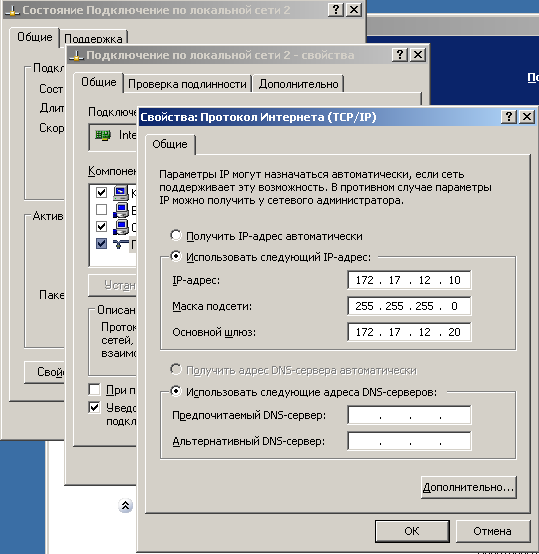 Состояние Подключение по локальной сети 2
Общие
Поддержка
Подключение по локальной сети 2 - свойства
По
Общие
Проверка подлинности
Дополнительно
Свойства: Протокол Интернета (TCP/IP)
Общие
Параметры IP могут назначаться автоматически, если сеть
поддерживает эту возможность. В противном случае параметры
IP можно получить у сетевого администратора.
Получить IP-адрес автоматически
Использовать следующий IP-адрес:
IP-адрес:
172 . 17 . 12 . 10
Маска подсети:
255 . 255 . 255 . 0
Основной шлюз:
172 . 17 . 12 . 20
Получить адрес DNS-сервера автоматически
Использовать следующие адреса DNS-серверов:
Предпочитаемый DNS-сервер:
. . .
Альтернативный DNS-сервер:
. . .
Дополнительно...
ОК
Отмена
Подкл
Сост
Длит
Скор
Актив
Паке
Свой
Подключе
Inte
Компонен
К
С
П
Устан
Описан
Проток
сетей,
взаимо
При п
Уведо
подкл